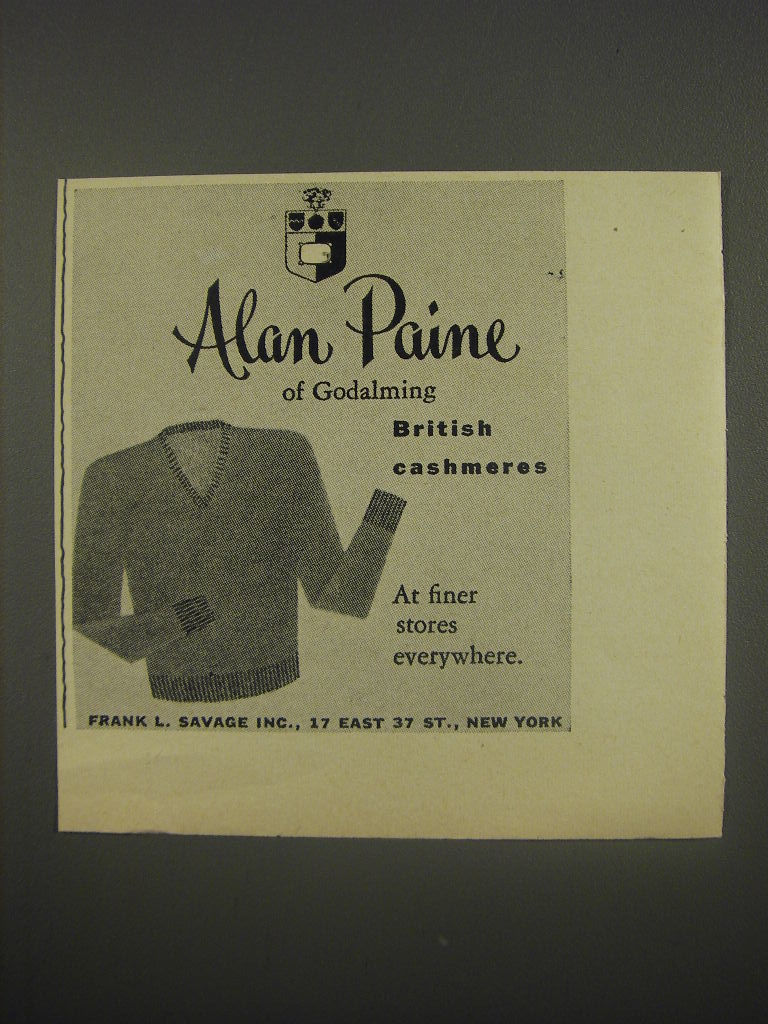 Alan Paine
of Godalming
British
cashmeres
At finer
stores
everywhere.
FRANK L. SAVAGE INC., 17 EAST 37 ST., NEW YORK